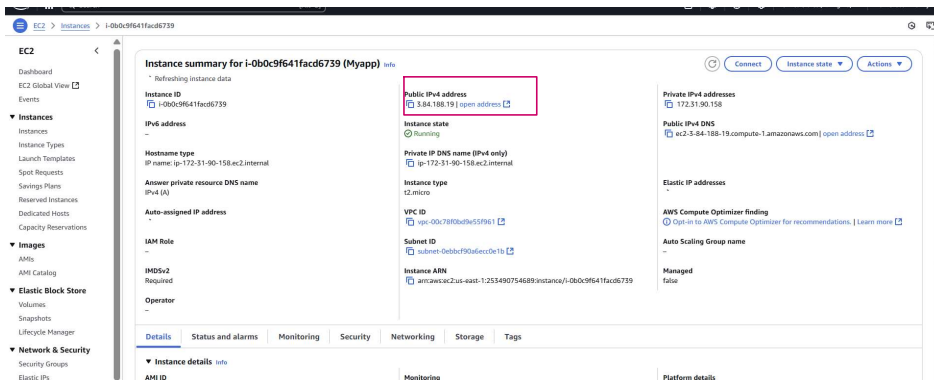 EC2 > Instances > i-0b0c9f641facd6739
EC2
Dashboard
EC2 Global View
Events
Instances
Instances
Instance Types
Launch Templates
Spot Requests
Savings Plans
Reserved Instances
Dedicated Hosts
Capacity Reservations
Images
AMIs
AMI Catalog
Elastic Block Store
Volumes
Snapshots
Lifecycle Manager
Network & Security
Security Groups
Elastic IPs
Instance summary for i-0b0c9f641facd6739 (Myapp) Info
Connect Instance state Actions
Refreshing instance data
Instance ID
i-0b0c9f641facd6739
Public IPv4 address
3.84.188.19 | open address
Private IPv4 addresses
172.31.90.158
IPv6 address
–
Instance state
Running
Public IPv4 DNS
ec2-3-84-188-19.compute-1.amazonaws.com | open address
Hostname type
IP name: ip-172-31-90-158.ec2.internal
Private IP DNS name (IPv4 only)
ip-172-31-90-158.ec2.internal
Answer private resource DNS name
IPv4 (A)
Instance type
t2.micro
Elastic IP addresses
Auto-assigned IP address
VPC ID
vpc-00c78f0bd9e55f961
AWS Compute Optimizer finding
Opt-in to AWS Compute Optimizer for recommendations. | Learn more
IAM Role
–
Subnet ID
subnet-0ebbcf90a6ecc0e1b
Auto Scaling Group name
–
IMDSv2
Required
Instance ARN
arn:aws:ec2:us-east-1:253490754689:instance/i-0b0c9f641facd6739
Managed
false
Operator
–
Details Status and alarms Monitoring Security Networking Storage Tags
Instance details Info
AMI ID
Monitoring
Platform details